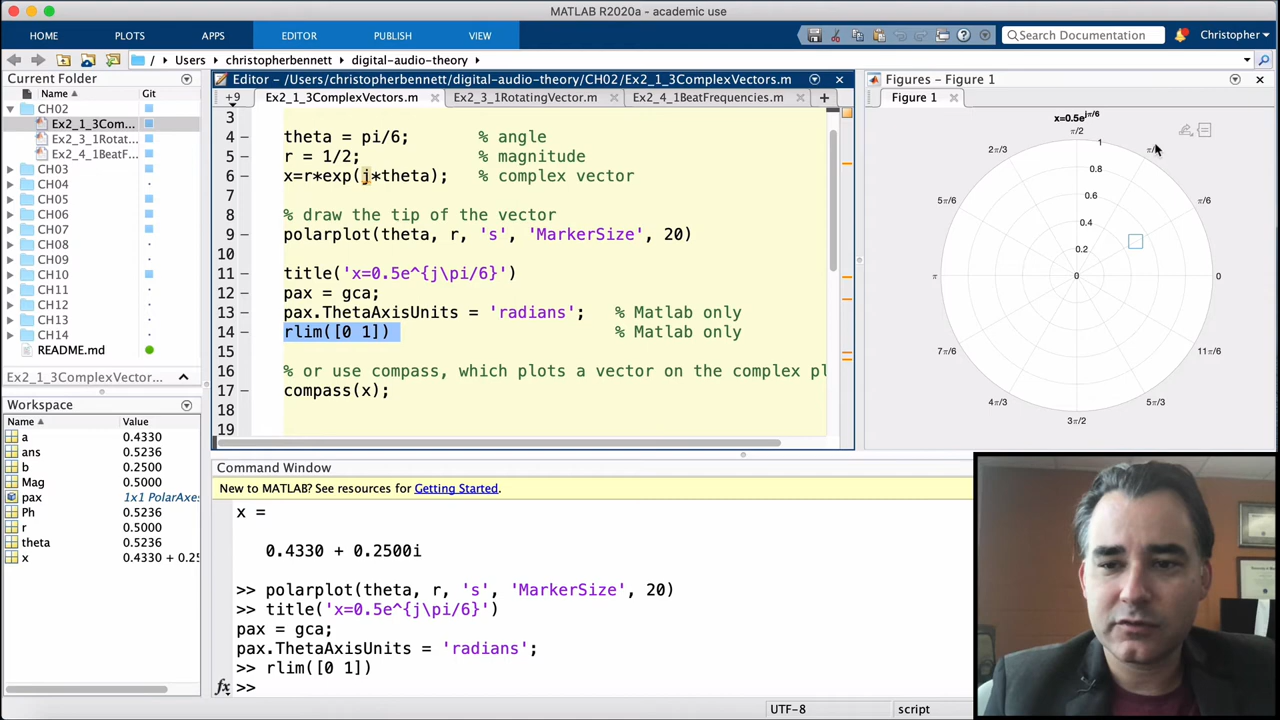 MATLAB R2020a - academic use
HOME PLOTS APPS EDITOR PUBLISH VIEW Search Documentation Christopher
/ Users christopherbennett digital-audio-theory
Current Folder
Name Git
CH02
Ex2_1_3Com...
Ex2_3_1Rotat...
Ex2_4_1BeatF...
CH03
CH04
CH05
CH06
CH07
CH08
CH09
CH10
CH11
CH12
CH13
CH14
README.md
Ex2_1_3ComplexVector...
Workspace
Name Value
a 0.4330
ans 0.5236
b 0.2500
Mag 0.5000
pax 1x1 PolarAxe
Ph 0.5236
r 0.5000
theta 0.5236
x 0.4330 + 0.25
Editor - /Users/christopherbennett/digital-audio-theory/CH02/Ex2_1_3ComplexVectors.m
+9 Ex2_1_3ComplexVectors.m Ex2_3_1RotatingVector.m Ex2_4_1BeatFrequencies.m
3
4 theta = pi/6; % angle
5 r = 1/2; % magnitude
6 x=r*exp(j*theta); % complex vector
7
8 % draw the tip of the vector
9 polarplot(theta, r, 's', 'MarkerSize', 20)
10
11 title('x=0.5e^{j\pi/6}')
12 pax = gca;
13 pax.ThetaAxisUnits = 'radians'; % Matlab only
14 rlim([0 1]) % Matlab only
15
16 % or use compass, which plots a vector on the complex pl
17 compass(x);
18
19
Command Window
New to MATLAB? See resources for Getting Started.
x =
0.4330 + 0.2500i
>> polarplot(theta, r, 's', 'MarkerSize', 20)
>> title('x=0.5e^{j\pi/6}')
pax = gca;
pax.ThetaAxisUnits = 'radians';
>> rlim([0 1])
fx >>
Figures - Figure 1
Figure 1
x=0.5e^jπ/6
π/2
2π/3
1
0.8
5π/6 π/6
0.6
0.4
0.2
π 0 0
7π/6 11π/6
4π/3 5π/3
3π/2
UTF-8 script